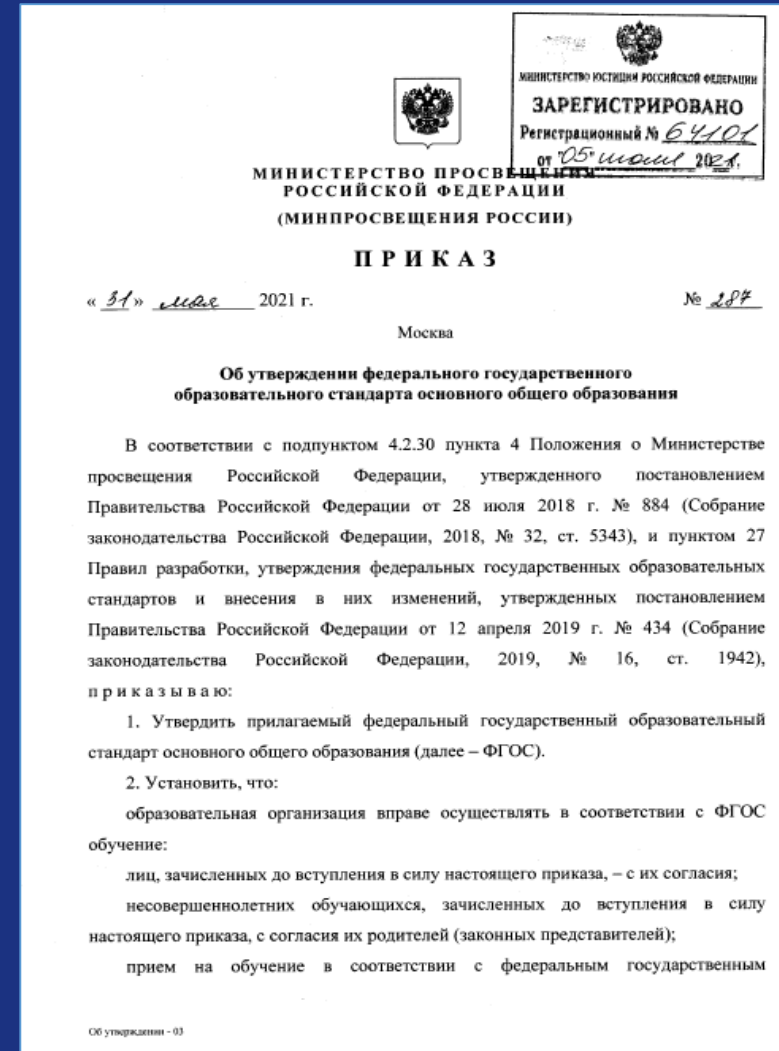 МИНИСТЕРСТВО ЮСТИЦИИ РОССИЙСКОЙ ФЕДЕРАЦИИ
ЗАРЕГИСТРИРОВАНО
Регистрационный № 64101
от "05" июля 2021.
МИНИСТЕРСТВО ПРОСВЕЩЕНИЯ
РОССИЙСКОЙ ФЕДЕРАЦИИ
(МИНПРОСВЕЩЕНИЯ РОССИИ)
ПРИКАЗ
« 31 » мая 2021 г.
№ 287
Москва
Об утверждении федерального государственного
образовательного стандарта основного общего образования
В соответствии с подпунктом 4.2.30 пункта 4 Положения о Министерстве
просвещения Российской Федерации, утвержденного постановлением
Правительства Российской Федерации от 28 июля 2018 г. № 884 (Собрание
законодательства Российской Федерации, 2018, № 32, ст. 5343), и пунктом 27
Правил разработки, утверждения федеральных государственных образовательных
стандартов и внесения в них изменений, утвержденных постановлением
Правительства Российской Федерации от 12 апреля 2019 г. № 434 (Собрание
законодательства Российской Федерации, 2019, № 16, ст. 1942),
п р и к а з ы в а ю:
1. Утвердить прилагаемый федеральный государственный образовательный
стандарт основного общего образования (далее – ФГОС).
2. Установить, что:
образовательная организация вправе осуществлять в соответствии с ФГОС
обучение:
лиц, зачисленных до вступления в силу настоящего приказа, – с их согласия;
несовершеннолетних обучающихся, зачисленных до вступления в силу
настоящего приказа, с согласия их родителей (законных представителей);
прием на обучение в соответствии с федеральным государственным
Об утверждении - 03